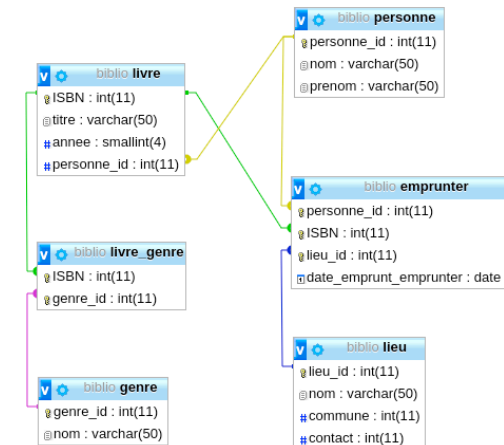 biblio personne
personne_id : int(11)
nom : varchar(50)
prenom : varchar(50)
biblio livre
ISBN : int(11)
titre : varchar(50)
annee : smallint(4)
personne_id : int(11)
biblio emprunter
personne_id : int(11)
ISBN : int(11)
lieu_id : int(11)
date_emprunt_emprunter : date
biblio livre_genre
ISBN : int(11)
genre_id : int(11)
biblio lieu
lieu_id : int(11)
nom : varchar(50)
commune : int(11)
contact : int(11)
biblio genre
genre_id : int(11)
nom : varchar(50)